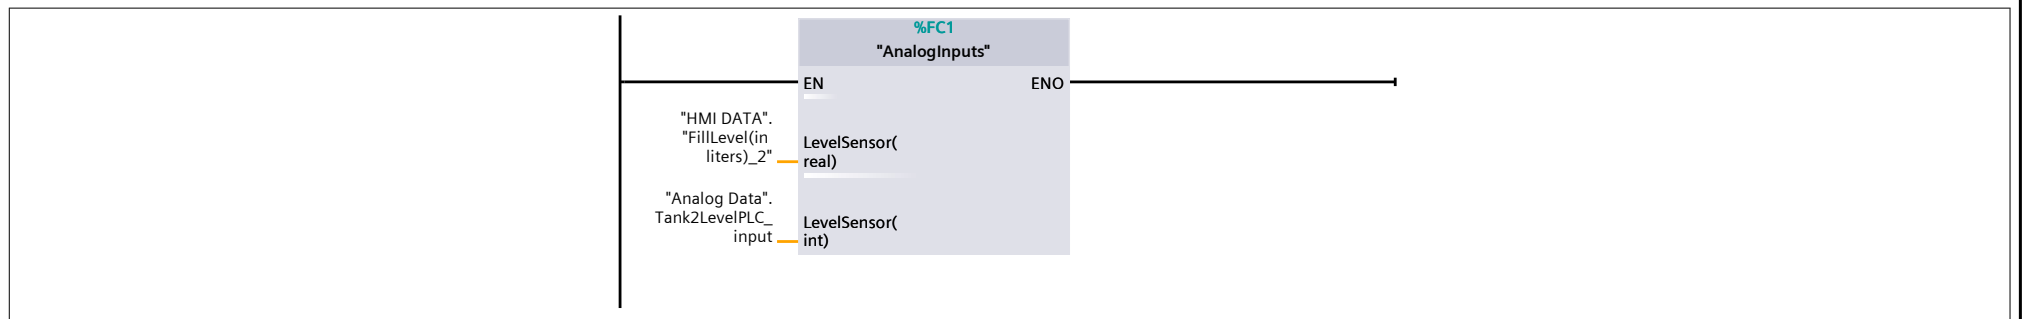 %FC1
"AnalogInputs"
EN
ENO
"HMI DATA".
"FillLevel(in
liters)_2"
LevelSensor(
real)
"Analog Data".
Tank2LevelPLC_
input
LevelSensor(
int)